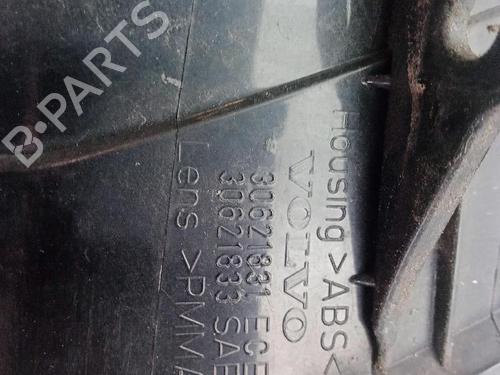 B-PARTS
Housing >ABS<
VOLVO
30621831 ECE
30621833 SAE
Lens >PMMA